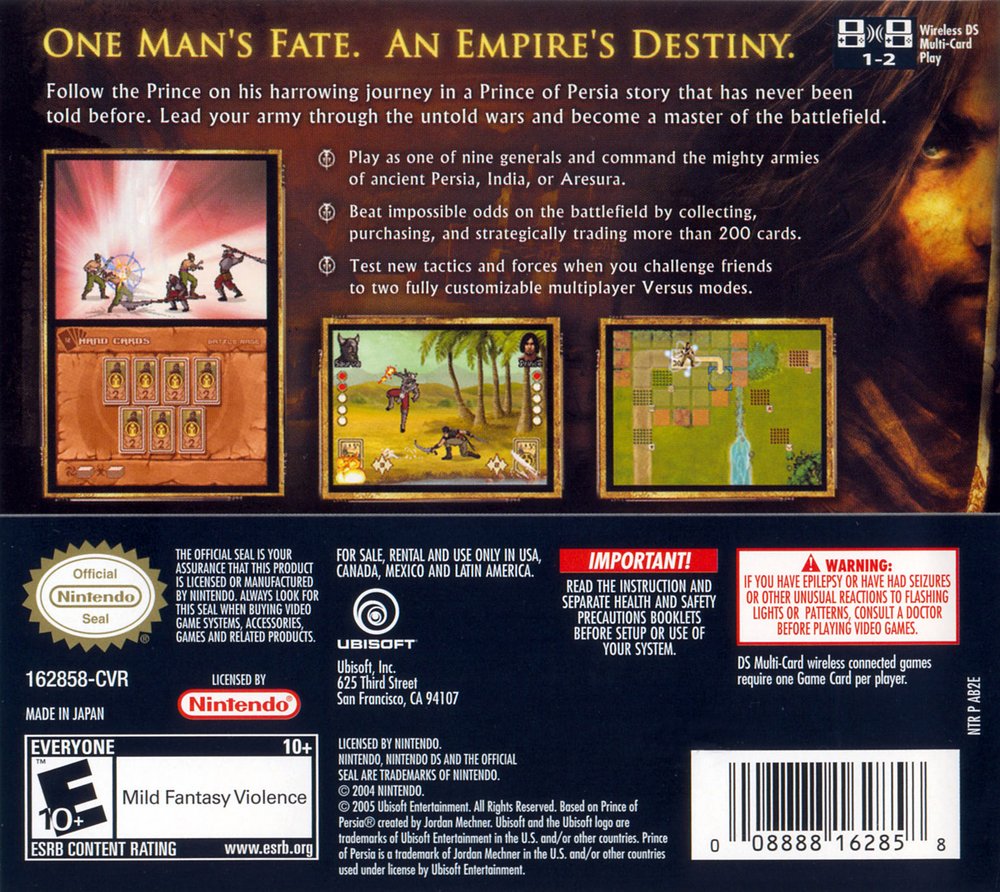 ONE MAN'S FATE. AN EMPIRE'S DESTINY.
Wireless DS
Multi-Card
Play
1-2
Follow the Prince on his harrowing journey in a Prince of Persia story that has never been
told before. Lead your army through the untold wars and become a master of the battlefield.
Play as one of nine generals and command the mighty armies
of ancient Persia, India, or Aresura.
Beat impossible odds on the battlefield by collecting,
purchasing, and strategically trading more than 200 cards.
Test new tactics and forces when you challenge friends
to two fully customizable multiplayer Versus modes.
HAND CARDS
BATTLE PAGE
2 2 2 2
2 2 2
Official
Nintendo
Seal
®
THE OFFICIAL SEAL IS YOUR
ASSURANCE THAT THIS PRODUCT
IS LICENSED OR MANUFACTURED
BY NINTENDO. ALWAYS LOOK FOR
THIS SEAL WHEN BUYING VIDEO
GAME SYSTEMS, ACCESSORIES,
GAMES AND RELATED PRODUCTS.
162858-CVR
MADE IN JAPAN
LICENSED BY
Nintendo®
FOR SALE, RENTAL AND USE ONLY IN USA,
CANADA, MEXICO AND LATIN AMERICA.
UBISOFT
Ubisoft, Inc.
625 Third Street
San Francisco, CA 94107
IMPORTANT!
READ THE INSTRUCTION AND
SEPARATE HEALTH AND SAFETY
PRECAUTIONS BOOKLETS
BEFORE SETUP OR USE OF
YOUR SYSTEM.
WARNING:
IF YOU HAVE EPILEPSY OR HAVE HAD SEIZURES
OR OTHER UNUSUAL REACTIONS TO FLASHING
LIGHTS OR PATTERNS, CONSULT A DOCTOR
BEFORE PLAYING VIDEO GAMES.
DS Multi-Card wireless connected games
require one Game Card per player.
NTR P AB2E
EVERYONE 10+
TM
E
10+
Mild Fantasy Violence
ESRB CONTENT RATING www.esrb.org
LICENSED BY NINTENDO.
NINTENDO, NINTENDO DS AND THE OFFICIAL
SEAL ARE TRADEMARKS OF NINTENDO.
© 2004 NINTENDO.
© 2005 Ubisoft Entertainment. All Rights Reserved. Based on Prince of
Persia® created by Jordan Mechner. Ubisoft and the Ubisoft logo are
trademarks of Ubisoft Entertainment in the U.S. and/or other countries. Prince
of Persia is a trademark of Jordan Mechner in the U.S. and/or other countries
used under license by Ubisoft Entertainment.
0 08888 16285 8